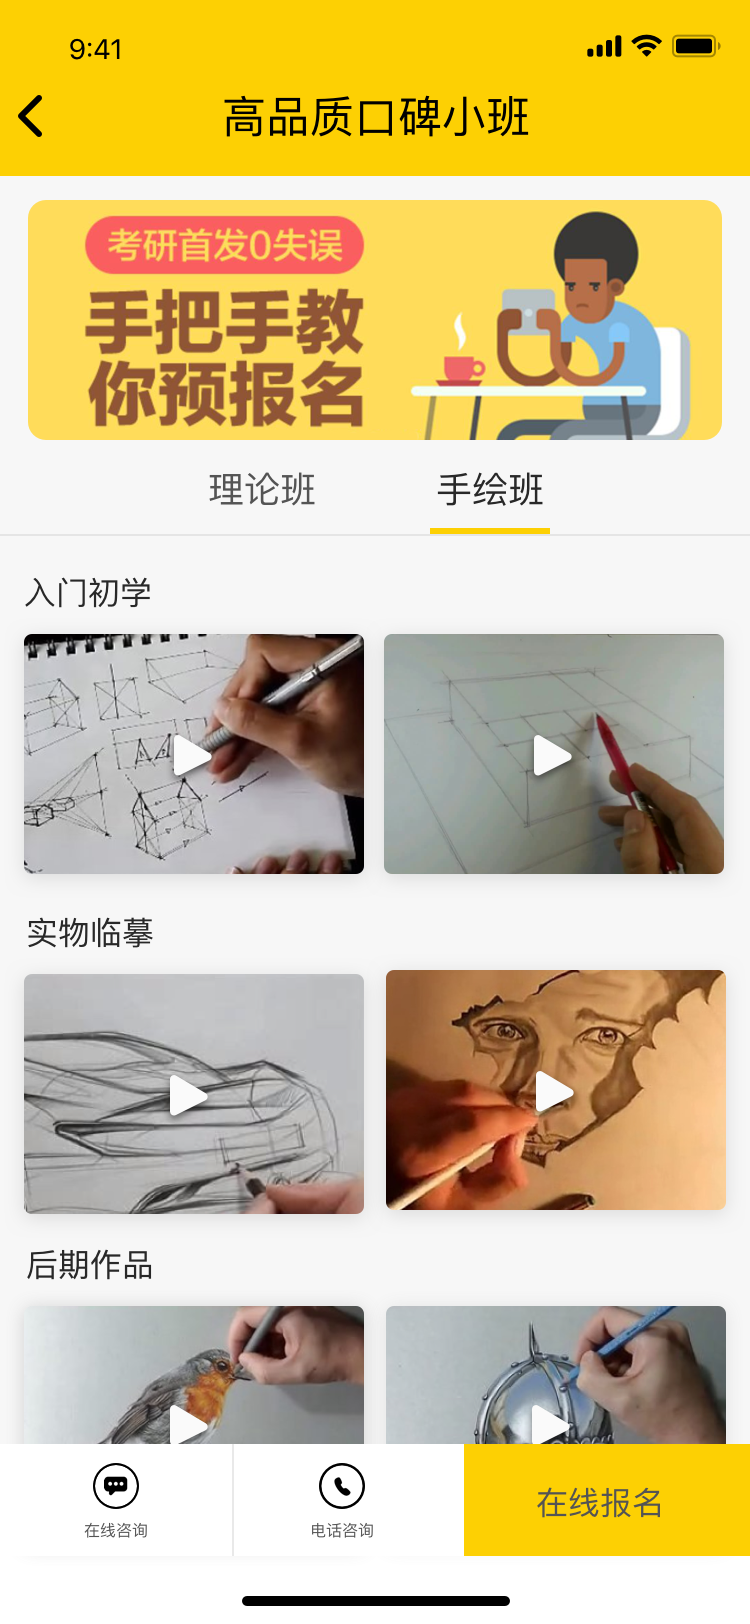 9:41
高品质口碑小班
考研首发0失误
手把手教
你预报名
理论班
手绘班
入门初学
实物临摹
后期作品
在线咨询
电话咨询
在线报名